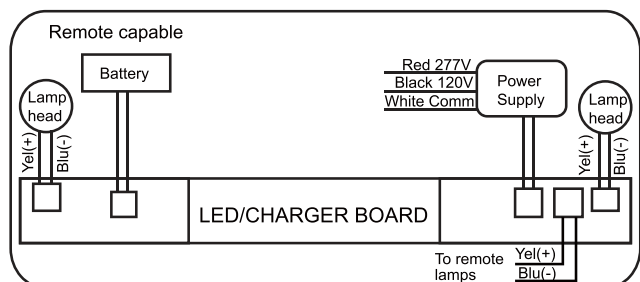 Remote capable
Battery
Lamp
head
Yel(+)
Blu(-)
Red 277V
Black 120V
White Comm
Power
Supply
Lamp
head
Yel(+)
Blu(-)
LED/CHARGER BOARD
To remote
lamps
Yel(+)
Blu(-)